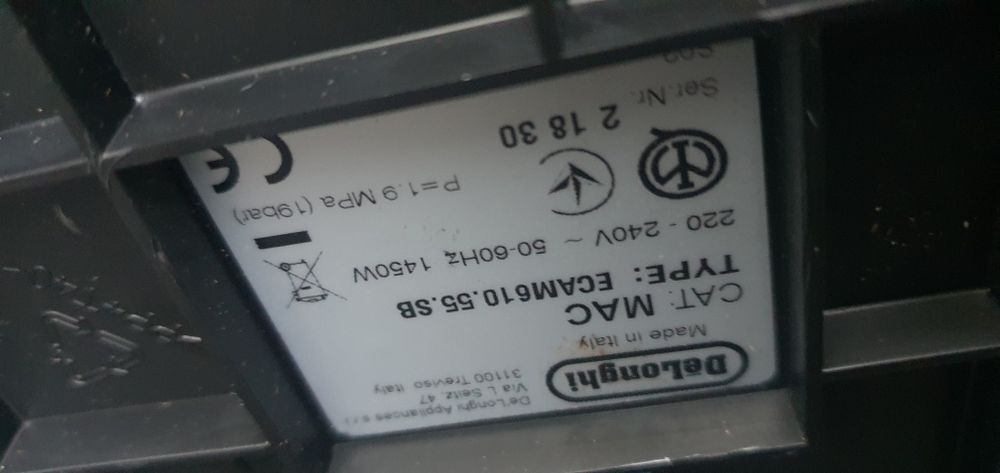 De'Longhi Appliances s.r.l.
Via L. Seitz, 47
31100 Treviso Italy
DeLonghi
Made in Italy
CAT: MAC
TYPE: ECAM610.55.SB
220 - 240V ~ 50-60Hz 1450W
P=1.9 MPa (19bar)
CE
2 18 30
Ser.Nr.